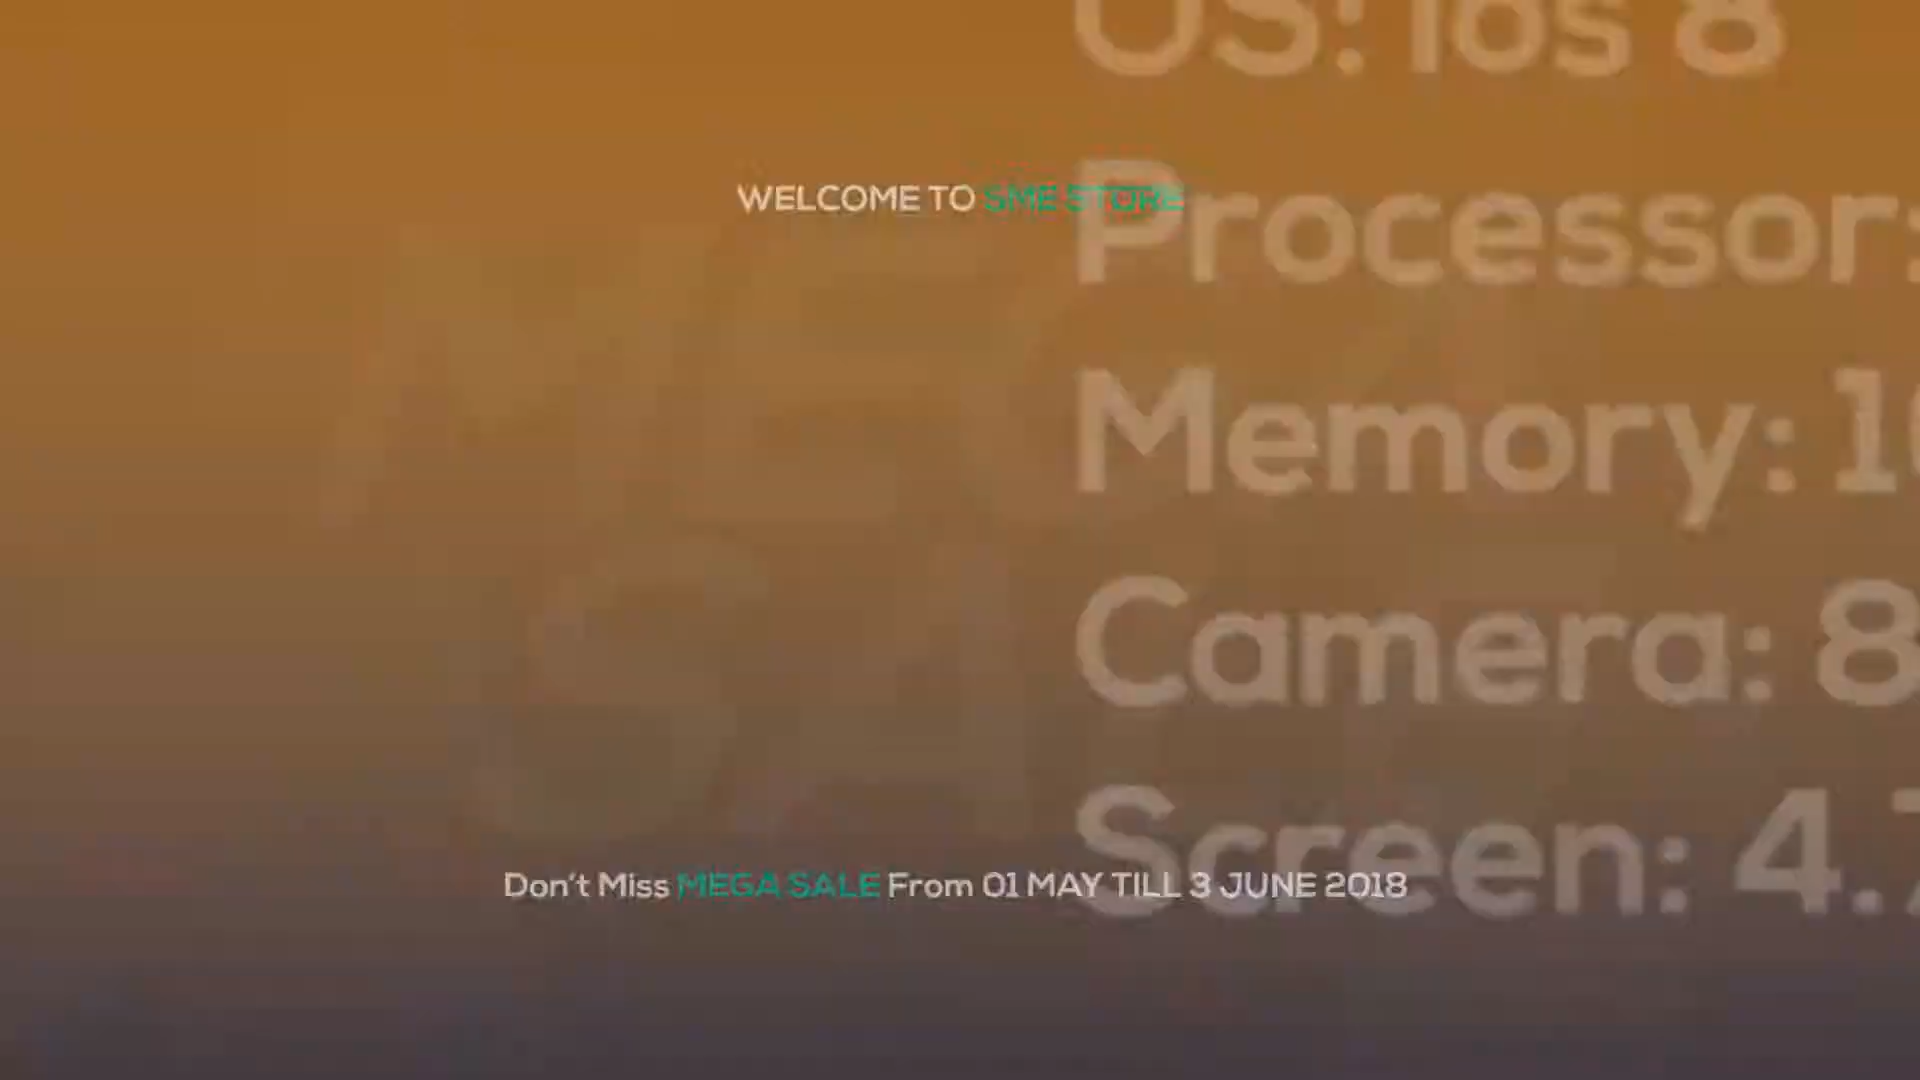 OS: ios 8
WELCOME TO SME STORE
Processor:
Memory:
Camera: 8
Screen: 4.7
Don't Miss MEGA SALE From 01 MAY TILL 3 JUNE 2018